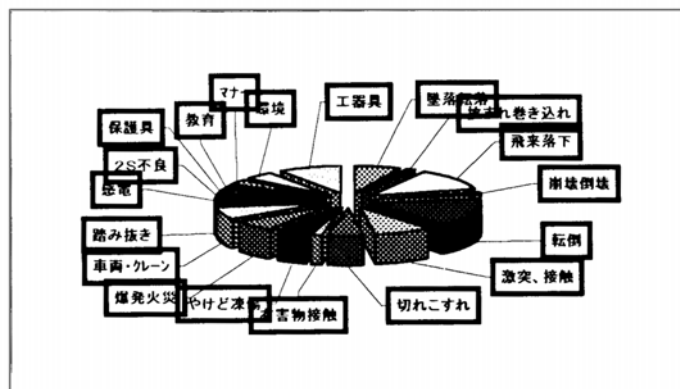 マナー
環境
工器具
墜落転落
挟まれ巻き込れ
教育
保護具
飛来落下
2S不良
感電
崩壊倒壊
踏み抜き
転倒
車両・クレーン
激突、接触
爆発火災
やけど凍傷
有害物接触
切れこすれ